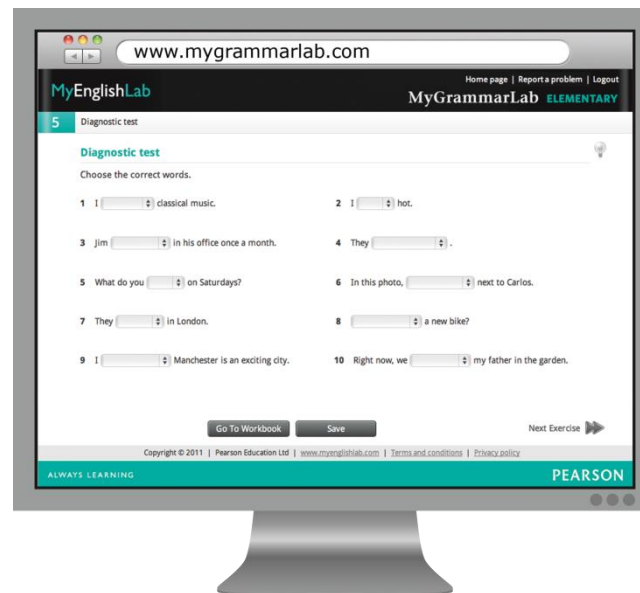 www.mygrammarlab.com
Home page | Report a problem | Logout
MyEnglishLab
MyGrammarLab ELEMENTARY
5 Diagnostic test
Diagnostic test
Choose the correct words.
1 I classical music. 2 I hot.
3 Jim in his office once a month. 4 They .
5 What do you on Saturdays? 6 In this photo, next to Carlos.
7 They in London. 8 a new bike?
9 I Manchester is an exciting city. 10 Right now, we my father in the garden.
Go To Workbook Save Next Exercise
Copyright © 2011 | Pearson Education Ltd | www.myenglishlab.com | Terms and conditions | Privacy policy
ALWAYS LEARNING PEARSON